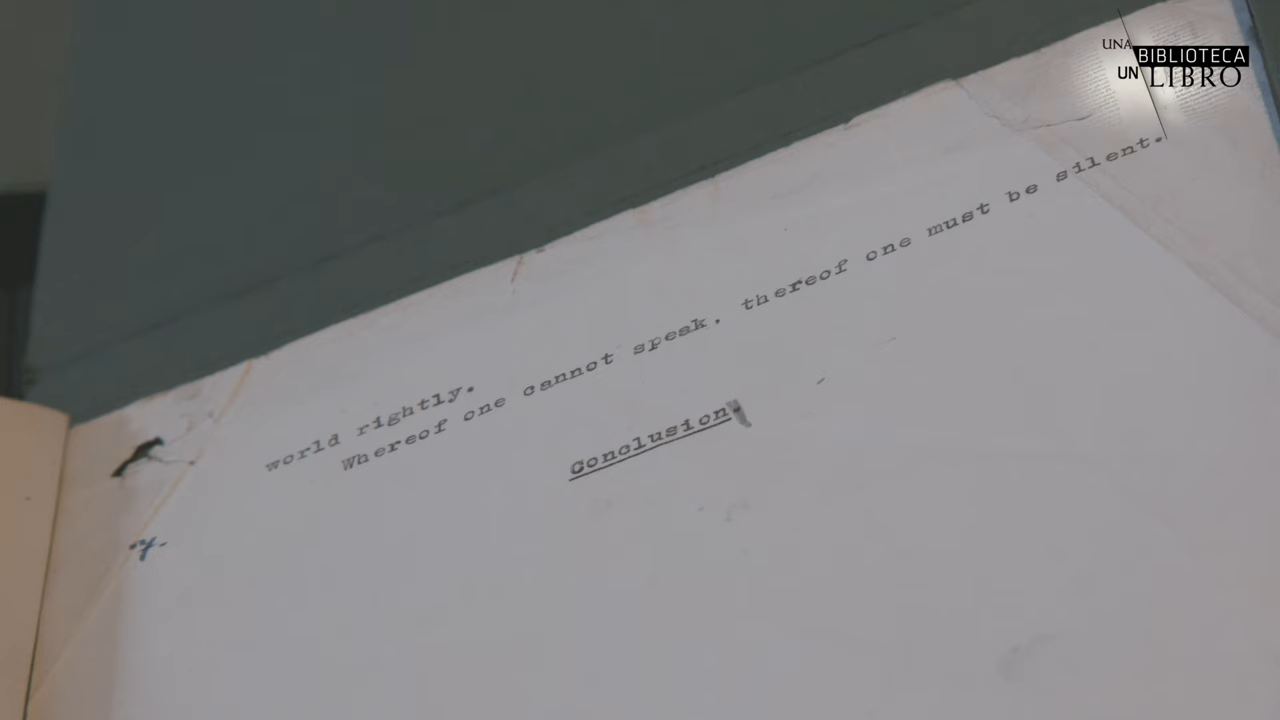 UNA
BIBLIOTECA
UN LIBRO
world rightly.
Whereof one cannot speak, thereof one must be silent.
Conclusion